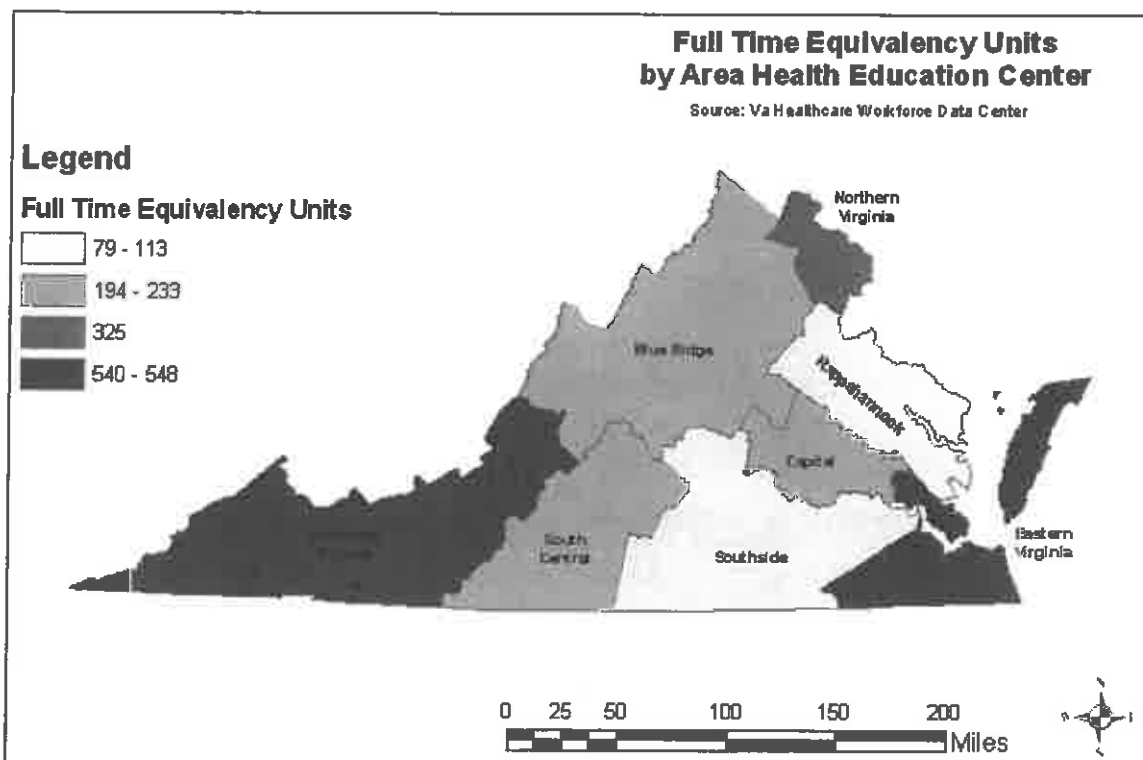 Full Time Equivalency Units
by Area Health Education Center
Source: Va Healthcare Workforce Data Center
Legend
Full Time Equivalency Units
79 - 113
194 - 233
325
540 - 548
Northern
Virginia
Blue Ridge
Rappahannock
Capital
South
Central
Southside
Eastern
Virginia
0 25 50 100 150 200
Miles